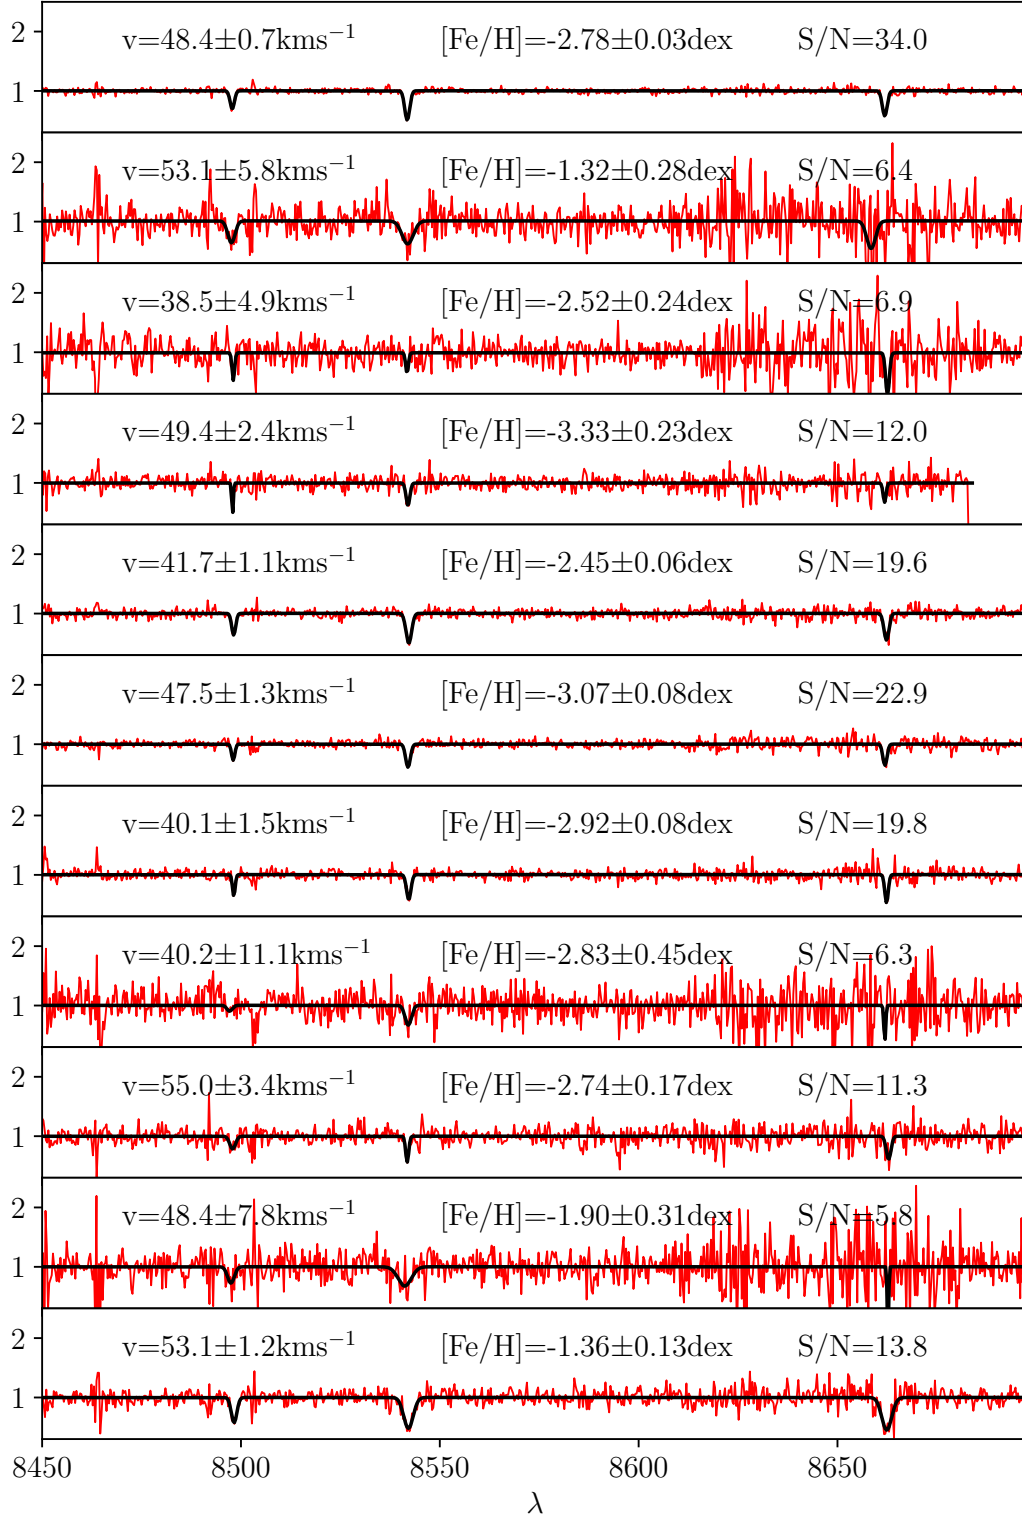 2 v=48.4±0.7kms⁻¹ [Fe/H]=-2.78±0.03dex S/N=34.0
1
2 v=53.1±5.8kms⁻¹ [Fe/H]=-1.32±0.28dex S/N=6.4
1
2 v=38.5±4.9kms⁻¹ [Fe/H]=-2.52±0.24dex S/N=6.9
1
2 v=49.4±2.4kms⁻¹ [Fe/H]=-3.33±0.23dex S/N=12.0
1
2 v=41.7±1.1kms⁻¹ [Fe/H]=-2.45±0.06dex S/N=19.6
1
2 v=47.5±1.3kms⁻¹ [Fe/H]=-3.07±0.08dex S/N=22.9
1
2 v=40.1±1.5kms⁻¹ [Fe/H]=-2.92±0.08dex S/N=19.8
1
2 v=40.2±11.1kms⁻¹ [Fe/H]=-2.83±0.45dex S/N=6.3
1
2 v=55.0±3.4kms⁻¹ [Fe/H]=-2.74±0.17dex S/N=11.3
1
2 v=48.4±7.8kms⁻¹ [Fe/H]=-1.90±0.31dex S/N=5.8
1
2 v=53.1±1.2kms⁻¹ [Fe/H]=-1.36±0.13dex S/N=13.8
1
8450 8500 8550 8600 8650
λ